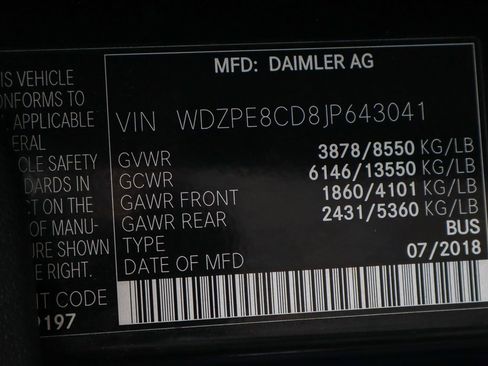 MFD: DAIMLER AG
IS VEHICLE
ONFORMS TO
APPLICABLE
ERAL
CLE SAFETY
DARDS IN
CT ON THE
OF MANU-
URE SHOWN
E RIGHT.
VIN WDZPE8CD8JP643041
GVWR 3878/8550 KG/LB
GCWR 6146/13550 KG/LB
GAWR FRONT 1860/4101 KG/LB
GAWR REAR 2431/5360 KG/LB
TYPE BUS
DATE OF MFD 07/2018
T CODE
9197